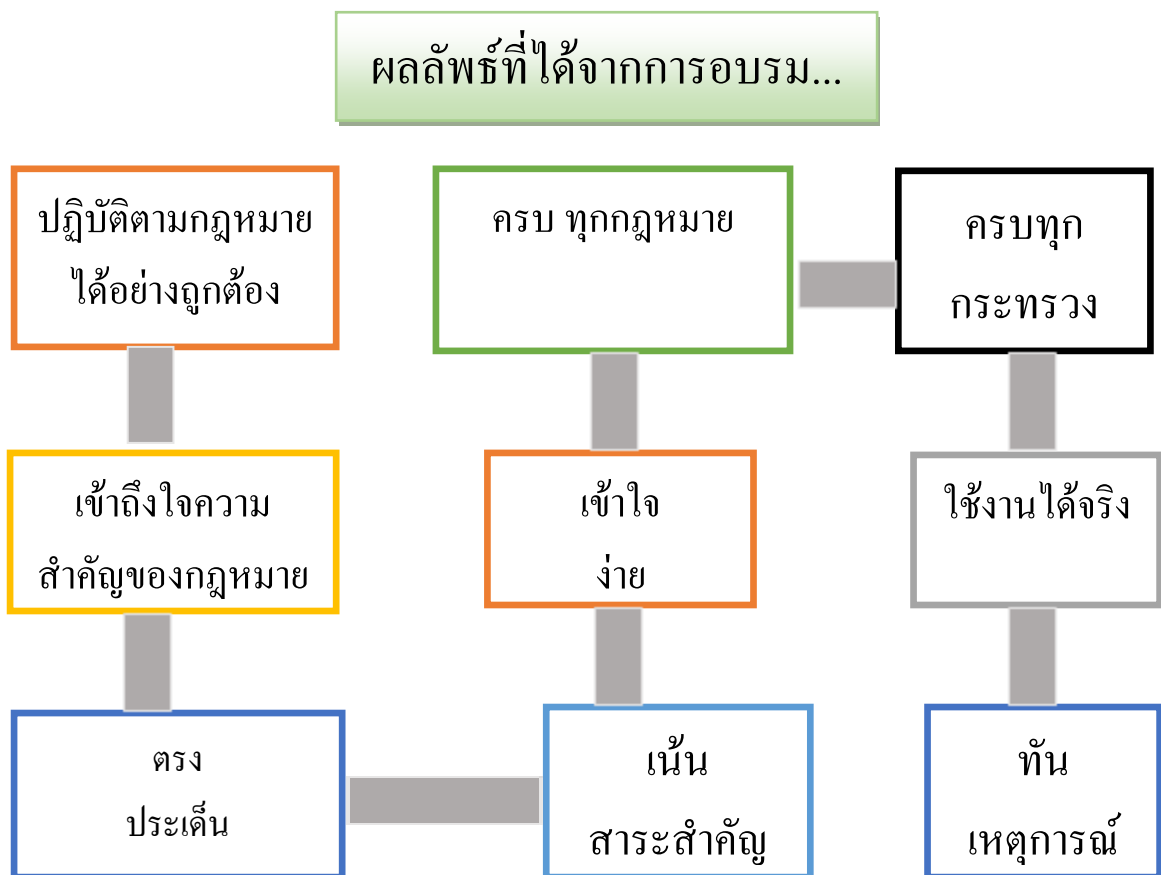 ผลลัพธ์ที่ได้จากการอบรม...
ปฏิบัติตามกฎหมาย
ได้อย่างถูกต้อง
เข้าถึงใจความ
สำคัญของกฎหมาย
ตรง
ประเด็น
เน้น
สาระสำคัญ
เข้าใจ
ง่าย
ครบ ทุกกฎหมาย
ครบทุก
กระทรวง
ใช้งานได้จริง
ทัน
เหตุการณ์